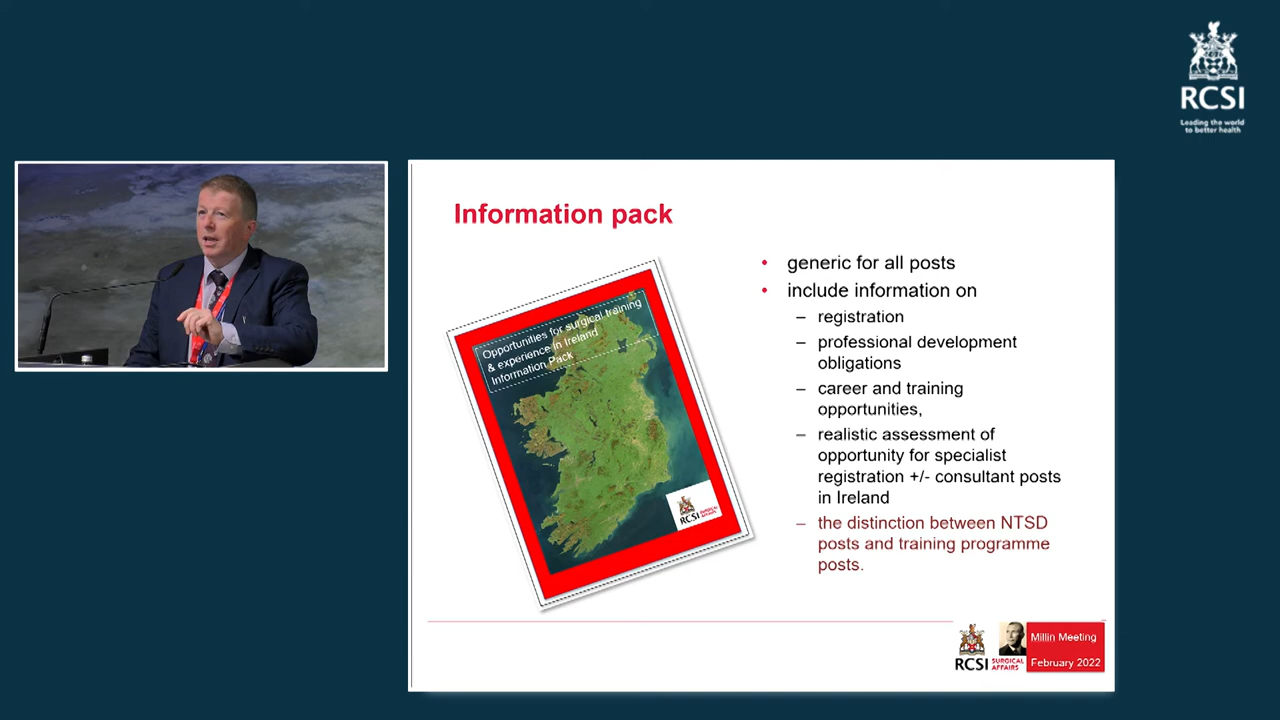 RCSI
Leading the world
to better health
Information pack
Opportunities for surgical training
& experience in Ireland
Information Pack
RCSI SURGICAL
AFFAIRS
• generic for all posts
• include information on
– registration
– professional development
obligations
– career and training
opportunities,
– realistic assessment of
opportunity for specialist
registration +/- consultant posts
in Ireland
– the distinction between NTSD
posts and training programme
posts.
RCSI SURGICAL
AFFAIRS
Millin Meeting
February 2022